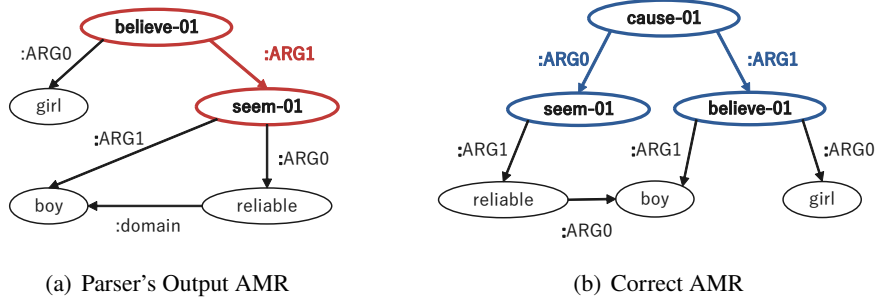 believe-01
:ARG0
:ARG1
girl
seem-01
:ARG1
:ARG0
boy
reliable
:domain
(a) Parser's Output AMR
cause-01
:ARG0
:ARG1
seem-01
believe-01
:ARG1
:ARG1
:ARG0
reliable
boy
girl
:ARG0
(b) Correct AMR